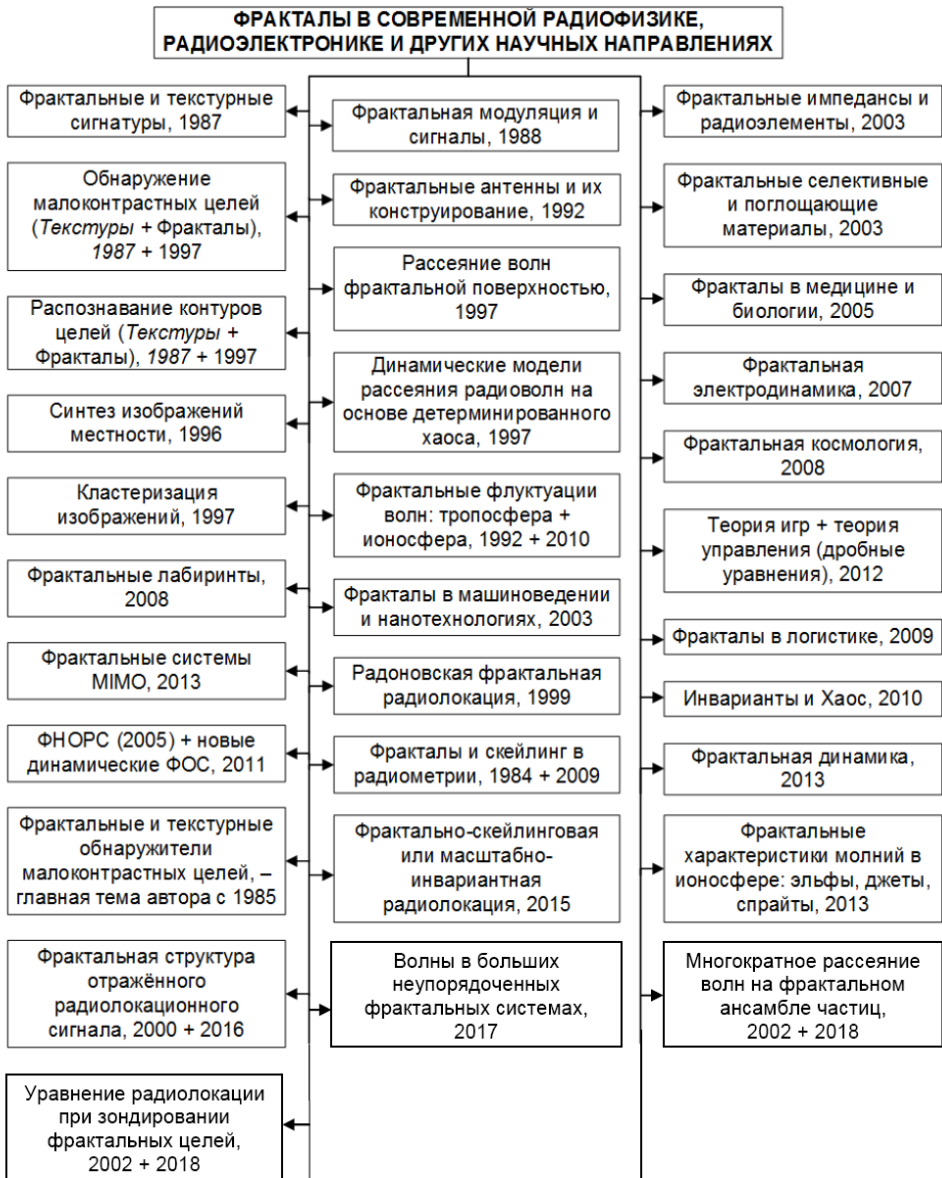 ФРАКТАЛЫ В СОВРЕМЕННОЙ РАДИОФИЗИКЕ,
РАДИОЭЛЕКТРОНИКЕ И ДРУГИХ НАУЧНЫХ НАПРАВЛЕНИЯХ
Фрактальные и текстурные
сигнатуры, 1987
Обнаружение
малоконтрастных целей
(Текстуры + Фракталы),
1987 + 1997
Распознавание контуров
целей (Текстуры +
Фракталы), 1987 + 1997
Синтез изображений
местности, 1996
Кластеризация
изображений, 1997
Фрактальные лабиринты,
2008
Фрактальные системы
MIMO, 2013
ФНОРС (2005) + новые
динамические ФОС, 2011
Фрактальные и текстурные
обнаружители
малоконтрастных целей, –
главная тема автора с 1985
Фрактальная структура
отражённого
радиолокационного
сигнала, 2000 + 2016
Уравнение радиолокации
при зондировании
фрактальных целей,
2002 + 2018
Фрактальная модуляция и
сигналы, 1988
Фрактальные антенны и их
конструирование, 1992
Рассеяние волн
фрактальной поверхностью,
1997
Динамические модели
рассеяния радиоволн на
основе детерминированного
хаоса, 1997
Фрактальные флуктуации
волн: тропосфера +
ионосфера, 1992 + 2010
Фракталы в машиноведении
и нанотехнологиях, 2003
Радоновская фрактальная
радиолокация, 1999
Фракталы и скейлинг в
радиометрии, 1984 + 2009
Фрактально-скейлинговая
или масштабно-
инвариантная
радиолокация, 2015
Волны в больших
неупорядоченных
фрактальных системах,
2017
Фрактальные импедансы и
радиоэлементы, 2003
Фрактальные селективные
и поглощающие
материалы, 2003
Фракталы в медицине и
биологии, 2005
Фрактальная
электродинамика, 2007
Фрактальная космология,
2008
Теория игр + теория
управления (дробные
уравнения), 2012
Фракталы в логистике, 2009
Инварианты и Хаос, 2010
Фрактальная динамика,
2013
Фрактальные
характеристики молний в
ионосфере: эльфы, джеты,
спрайты, 2013
Многократное рассеяние
волн на фрактальном
ансамбле частиц,
2002 + 2018